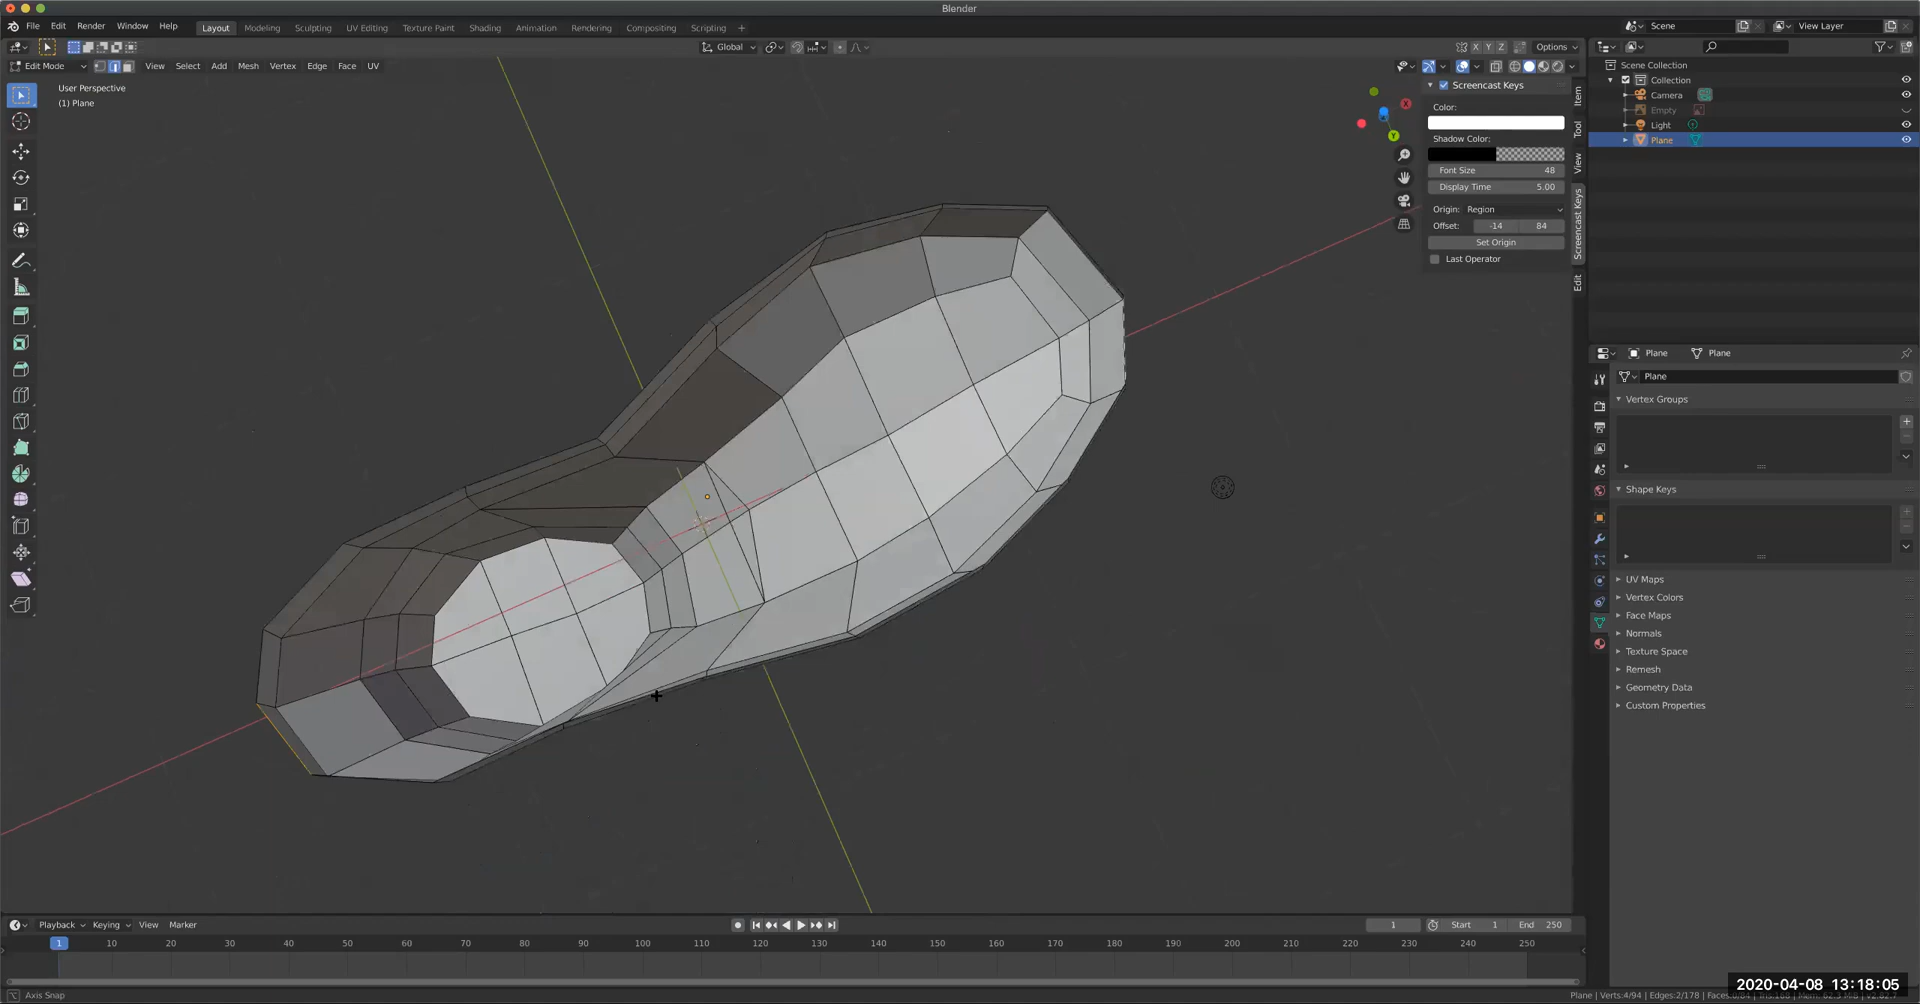 Blender
File Edit Render Window Help
Layout Modeling Sculpting UV Editing Texture Paint Shading Animation Rendering Compositing Scripting +
Scene
View Layer
Global
X Y Z
Options
Edit Mode
View Select Add Mesh Vertex Edge Face UV
User Perspective
(1) Plane
X
Y
Screencast Keys
Color:
Shadow Color:
Font Size 48
Display Time 5.00
Origin: Region
Offset: -14 84
Set Origin
Last Operator
Item
Tool
View
Screencast Keys
Edit
Scene Collection
Collection
Camera
Empty
Light
Plane
Plane Plane
Plane
Vertex Groups
Shape Keys
UV Maps
Vertex Colors
Face Maps
Normals
Texture Space
Remesh
Geometry Data
Custom Properties
Playback Keying View Marker
1
Start 1
End 250
1 10 20 30 40 50 60 70 80 90 100 110 120 130 140 150 160 170 180 190 200 210 220 230 240 250
Axis Snap
2020-04-08 13:18:05
Plane | Verts:4/94 | Edges:2/178 |